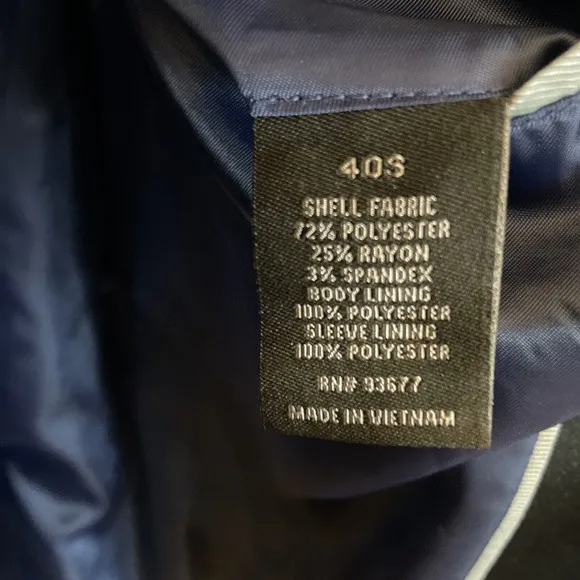 40S
SHELL FABRIC
72% POLYESTER
25% RAYON
3% SPANDEX
BODY LINING
100% POLYESTER
SLEEVE LINING
100% POLYESTER
RN# 93677
MADE IN VIETNAM